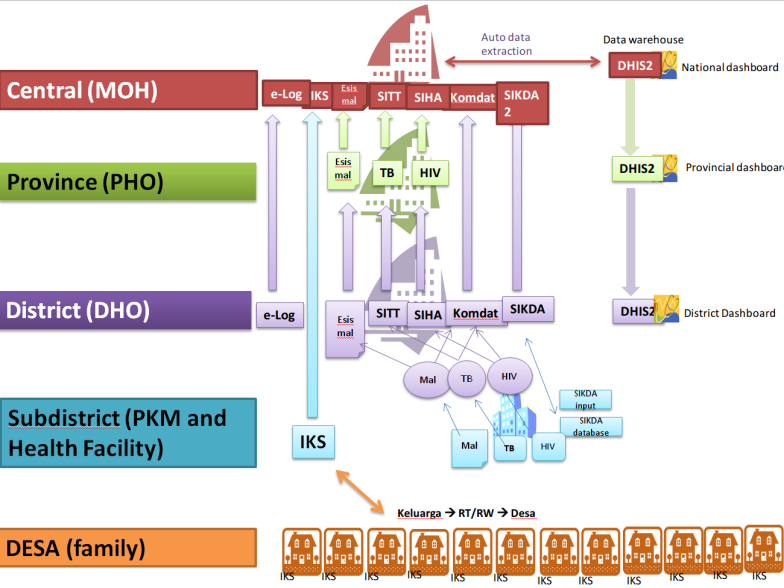 Auto data
extraction
Data warehouse
DHIS2
National dashboard
Central (MOH)
e-Log
IKS
Esis
mal
SITT
SIHA
Komdat
SIKDA
2
Province (PHO)
Esis
mal
TB
HIV
DHIS2
Provincial dashboard
District (DHO)
e-Log
Esis
mal
SITT
SIHA
Komdat
SIKDA
DHIS2
District Dashboard
Mal
TB
HIV
Subdistrict (PKM and
Health Facility)
IKS
Mal
TB
HIV
SIKDA
input
SIKDA
database
Keluarga → RT/RW → Desa
DESA (family)
IKS
IKS
IKS
IKS
IKS
IKS
IKS
IKS
IKS
IKS
IKS
IKS